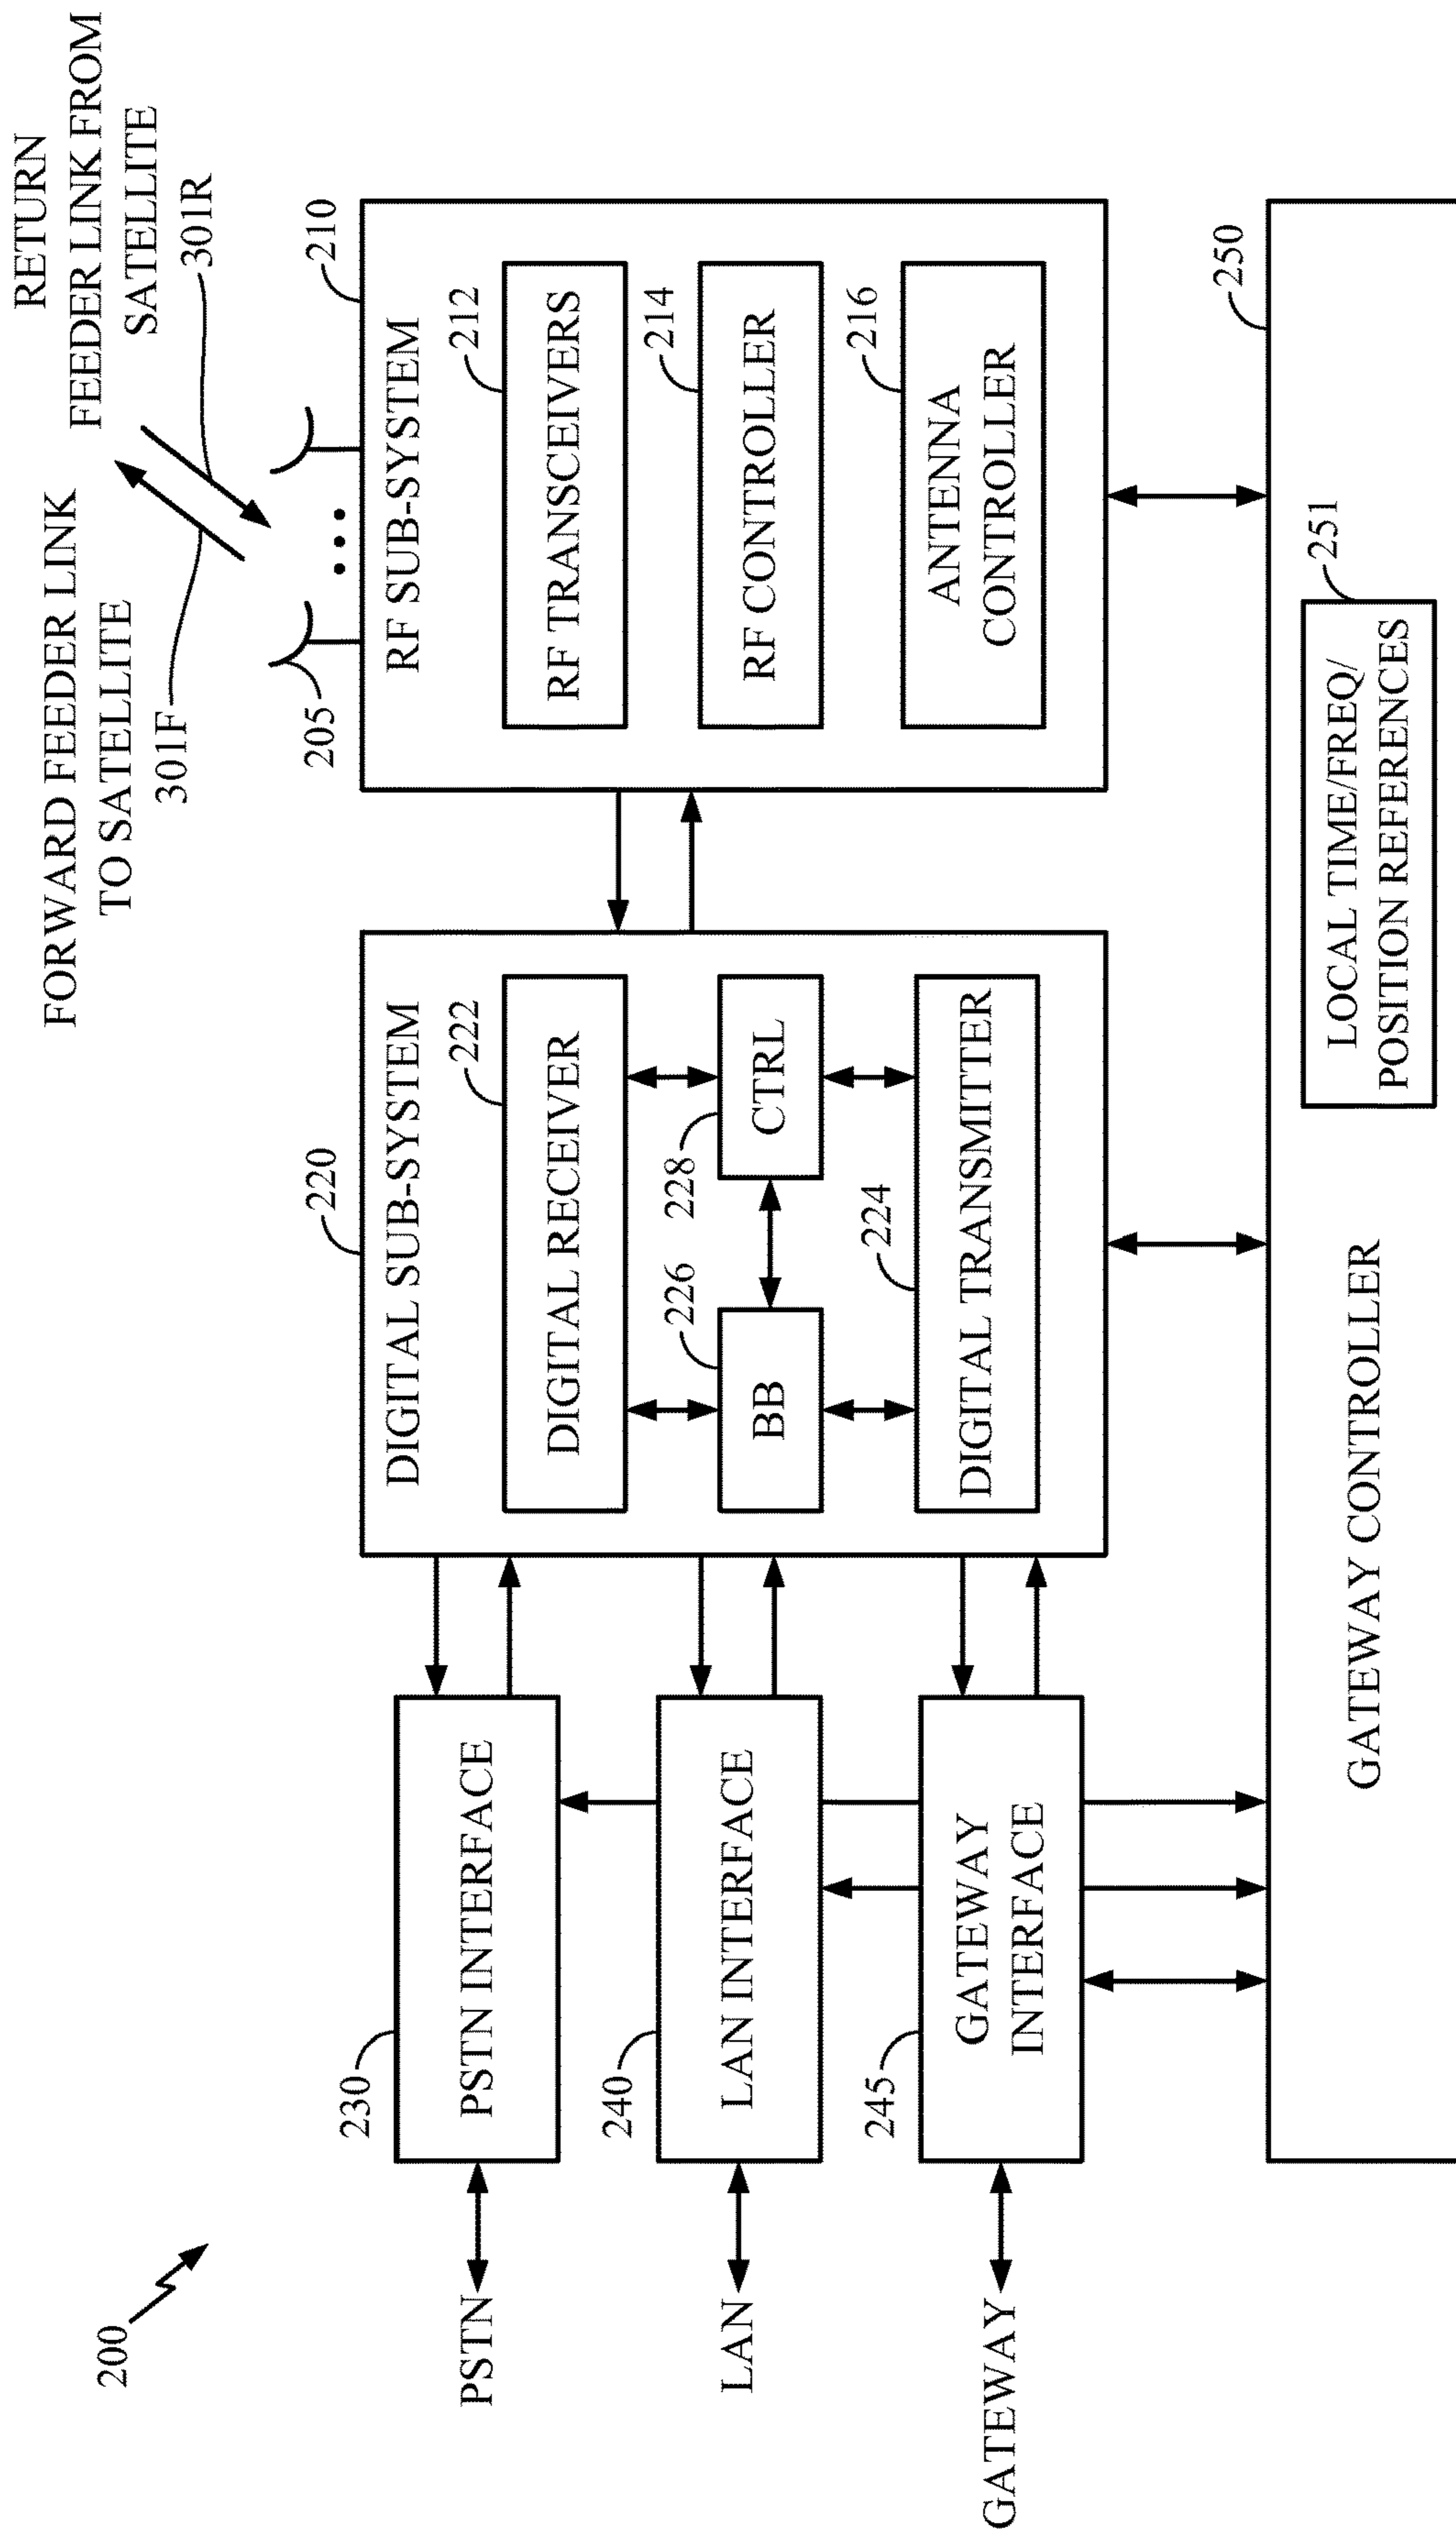 200
FORWARD FEEDER LINK
TO SATELLITE
301F
RETURN
FEEDER LINK FROM
SATELLITE
301R
205
210
RF SUB-SYSTEM
212
RF TRANSCEIVERS
214
RF CONTROLLER
216
ANTENNA
CONTROLLER
220
DIGITAL SUB-SYSTEM
222
DIGITAL RECEIVER
226
BB
228
CTRL
224
DIGITAL TRANSMITTER
230
PSTN INTERFACE
PSTN
240
LAN INTERFACE
LAN
245
GATEWAY
INTERFACE
GATEWAY
250
GATEWAY CONTROLLER
251
LOCAL TIME/FREQ/
POSITION REFERENCES